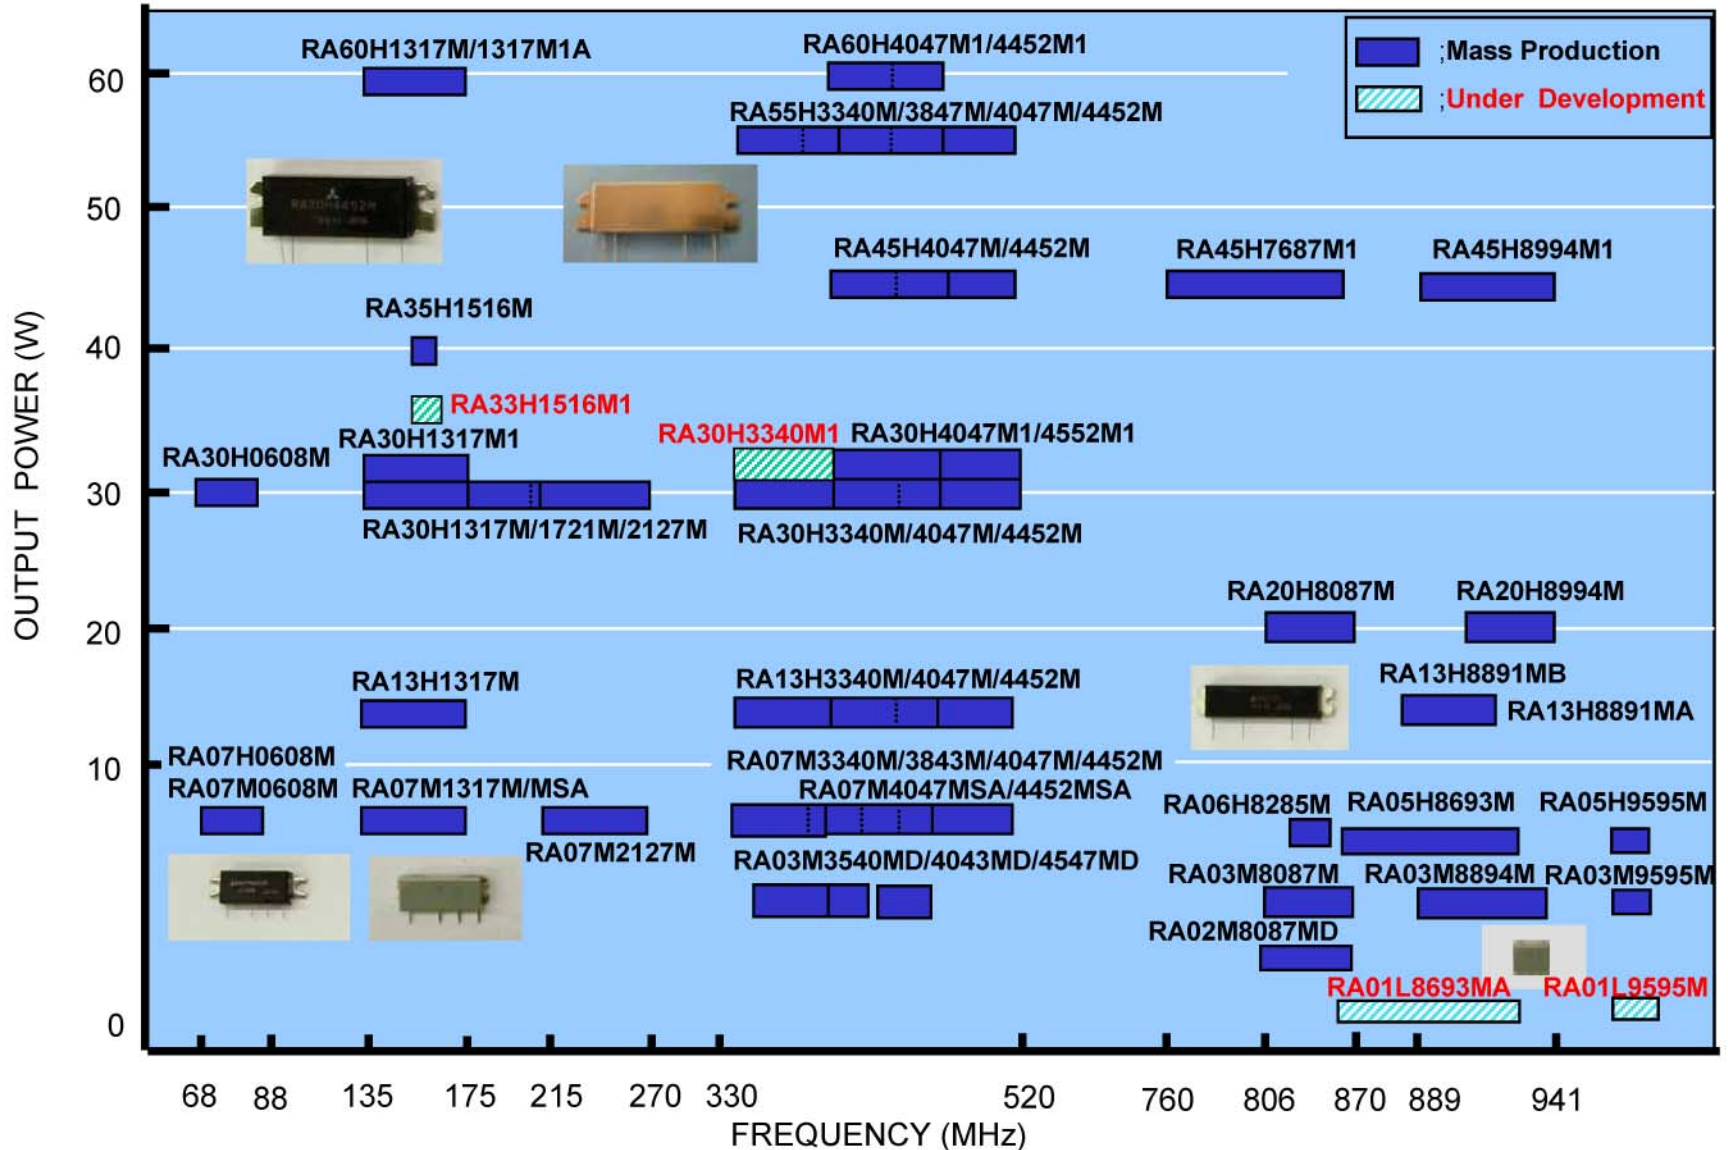 RA60H1317M/1317M1A
RA60H4047M1/4452M1
;Mass Production
;Under Development
60
RA55H3340M/3847M/4047M/4452M
RA30H4452M
50
RA45H4047M/4452M
RA45H7687M1
RA45H8994M1
RA35H1516M
40
RA33H1516M1
RA30H1317M1
RA30H3340M1
RA30H4047M1/4552M1
RA30H0608M
30
RA30H1317M/1721M/2127M
RA30H3340M/4047M/4452M
RA20H8087M
RA20H8994M
20
RA13H1317M
RA13H3340M/4047M/4452M
RA13H8891MB
RA13H8891MA
10
RA07H0608M
RA07M0608M
RA07M1317M/MSA
RA07M3340M/3843M/4047M/4452M
RA07M4047MSA/4452MSA
RA06H8285M
RA05H8693M
RA05H9595M
RA07M2127M
RA03M3540MD/4043MD/4547MD
RA03M8087M
RA03M8894M
RA03M9595M
RA02M8087MD
RA01L8693MA
RA01L9595M
0
OUTPUT POWER (W)
68
88
135
175
215
270
330
520
760
806
870
889
941
FREQUENCY (MHz)